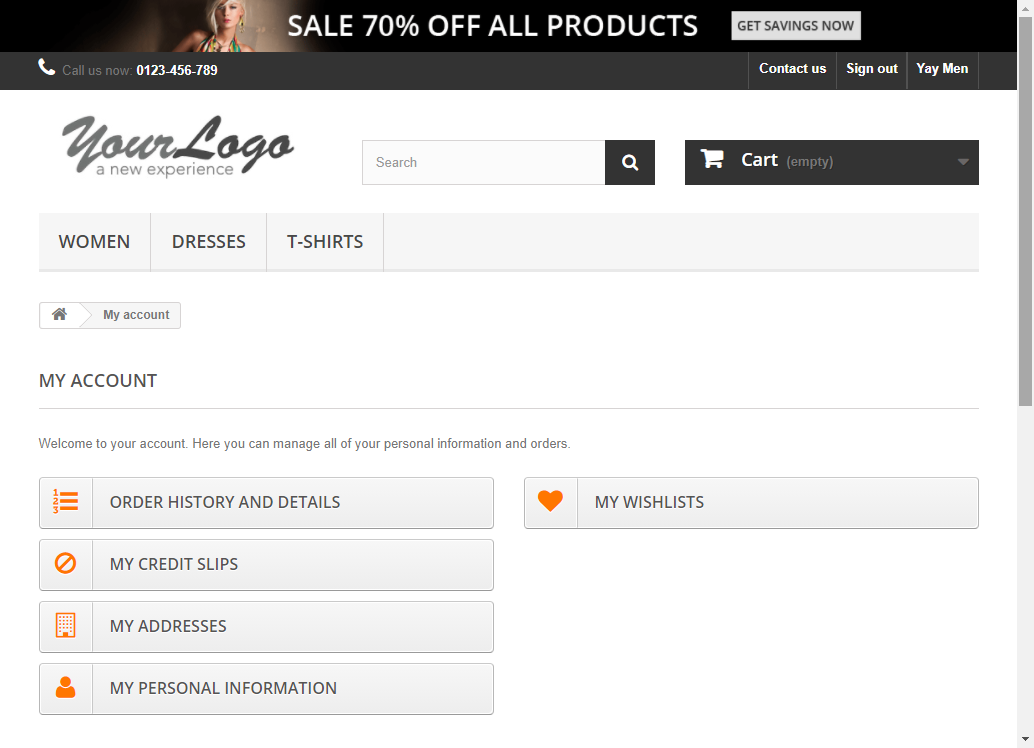 SALE 70% OFF ALL PRODUCTS GET SAVINGS NOW
Call us now: 0123-456-789 Contact us Sign out Yay Men
YourLogo
a new experience
Search Cart (empty)
WOMEN DRESSES T-SHIRTS
My account
MY ACCOUNT
Welcome to your account. Here you can manage all of your personal information and orders.
1 2 3 ORDER HISTORY AND DETAILS MY WISHLISTS
MY CREDIT SLIPS
MY ADDRESSES
MY PERSONAL INFORMATION